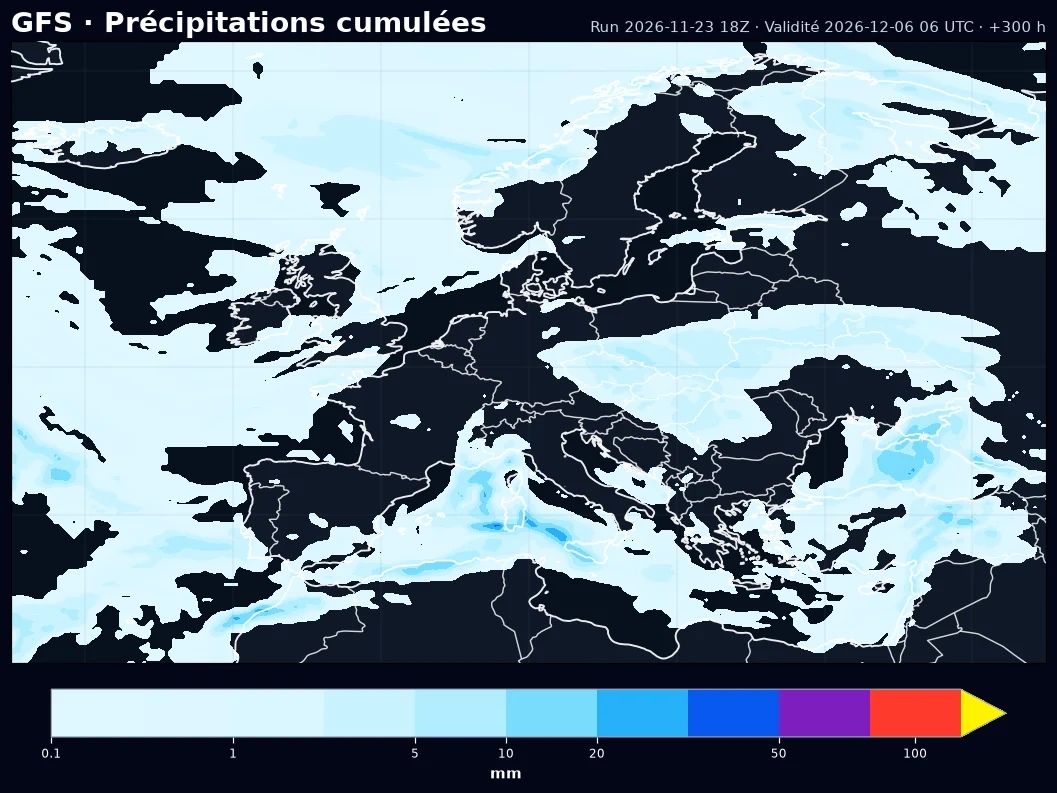 GFS · Précipitations cumulées
Run 2026-11-23 18Z · Validité 2026-12-06 06 UTC · +300 h
0.1 1 5 10 20 50 100
mm